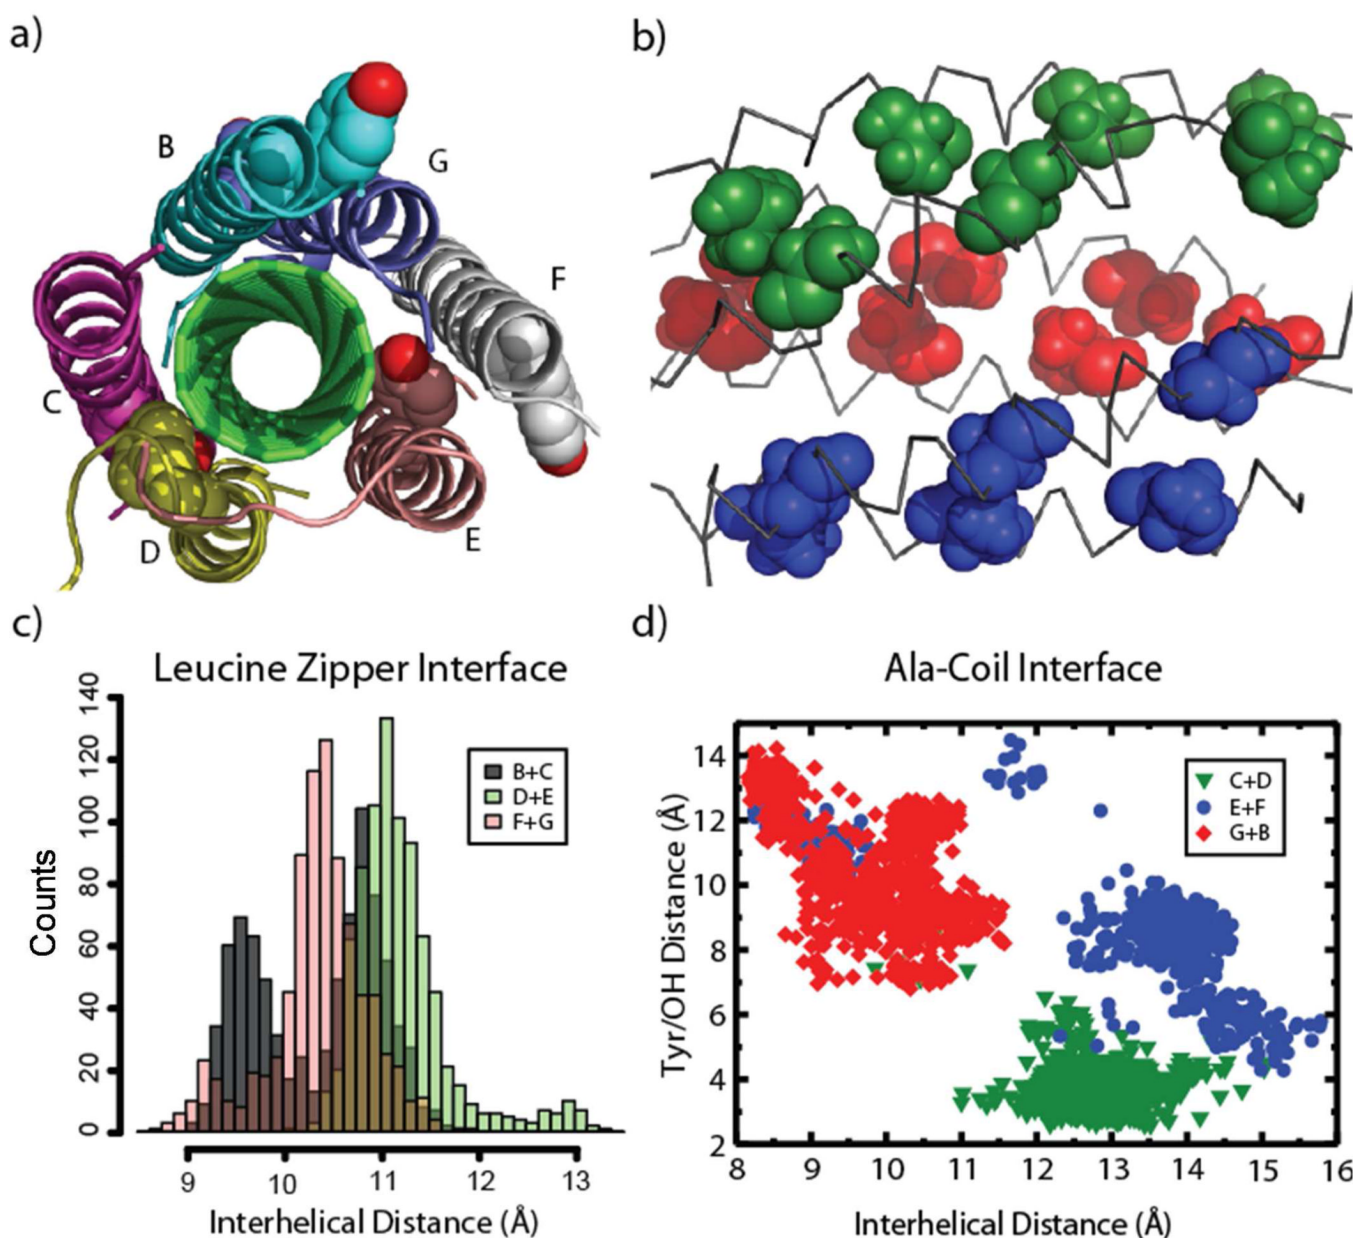 a)
b)
B
G
F
C
D
E
c)
d)
Leucine Zipper Interface
Ala-Coil Interface
140
120
100
80
60
40
20
0
Counts
B+C
D+E
F+G
9
10
11
12
13
Interhelical Distance (Å)
14
12
10
8
6
4
2
Tyr/OH Distance (Å)
C+D
E+F
G+B
8
9
10
11
12
13
14
15
16
Interhelical Distance (Å)